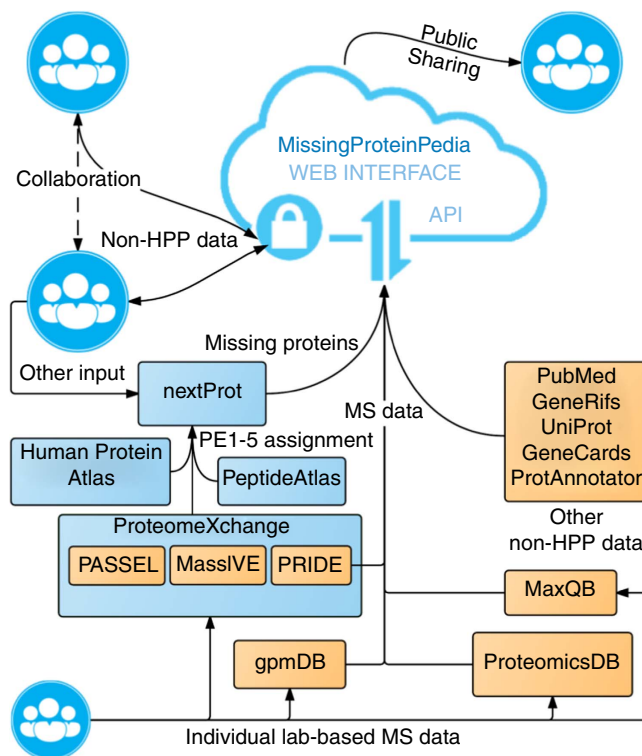 Public
Sharing
MissingProteinPedia
WEB INTERFACE
API
Collaboration
Non-HPP data
Other input
Missing proteins
nextProt
MS data
PubMed
GeneRifs
UniProt
GeneCards
ProtAnnotator
PE1-5 assignment
Human Protein
Atlas
PeptideAtlas
Other
non-HPP data
ProteomeXchange
PASSEL
MassIVE
PRIDE
MaxQB
gpmDB
ProteomicsDB
Individual lab-based MS data